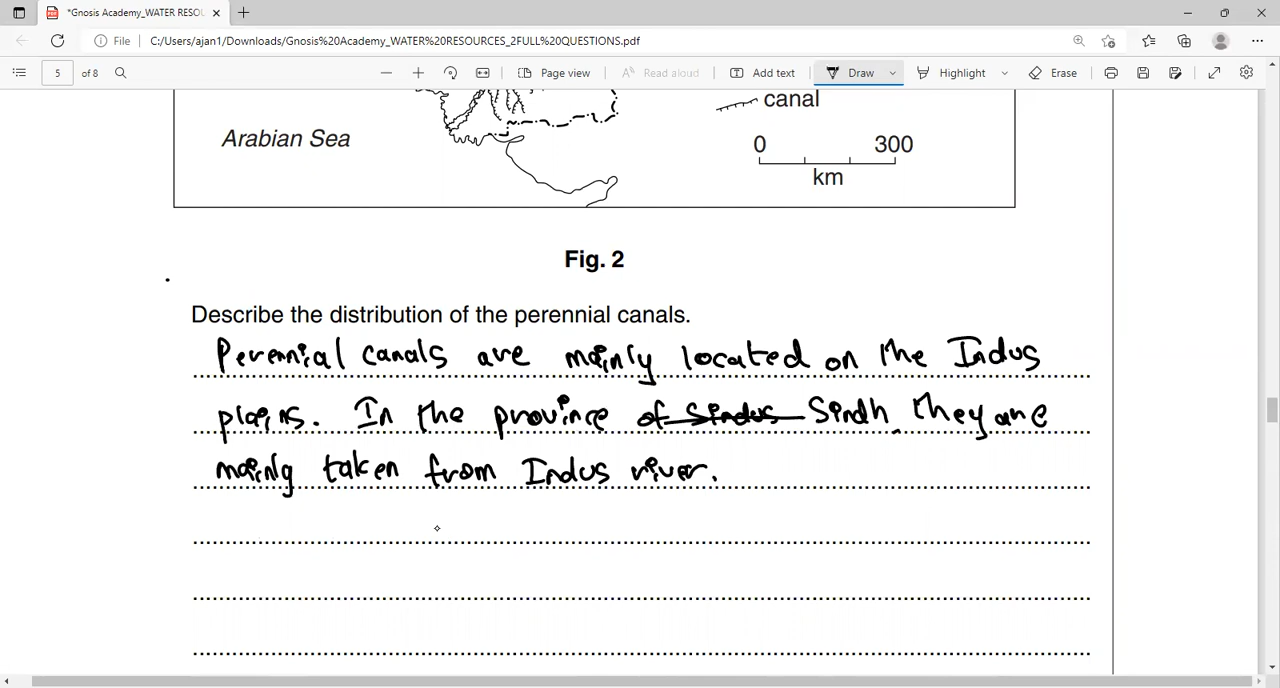 *Gnosis Academy_WATER RESOU
File
C:/Users/ajan1/Downloads/Gnosis%20Academy_WATER%20RESOURCES_2FULL%20QUESTIONS.pdf
5 of 8
Page view
Read aloud
Add text
Draw
Highlight
Erase
canal
Arabian Sea
0 300
km
Fig. 2
Describe the distribution of the perennial canals.
Perennial canals are mainly located on the Indus
plains. In the province of Sindus Sindh, they are
mainly taken from Indus river.